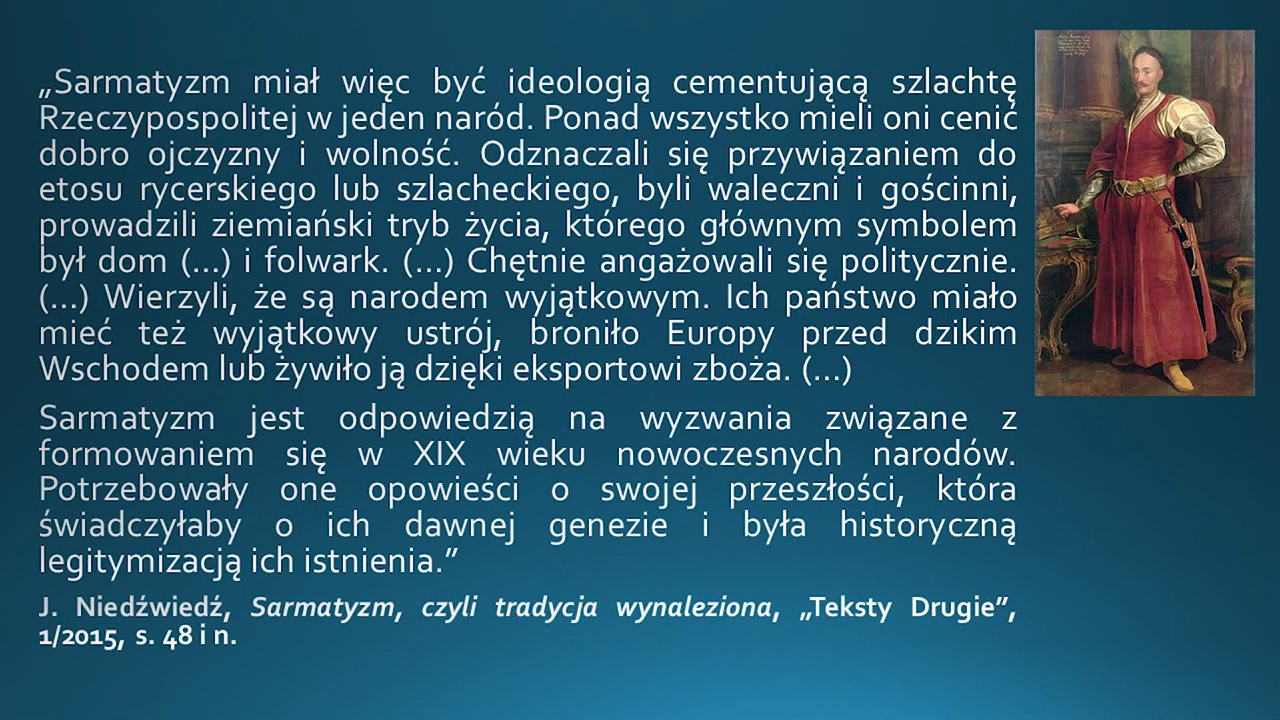 „Sarmatyzm miał więc być ideologią cementującą szlachtę
Rzeczypospolitej w jeden naród. Ponad wszystko mieli oni cenić
dobro ojczyzny i wolność. Odznaczali się przywiązaniem do
etosu rycerskiego lub szlacheckiego, byli waleczni i gościnni,
prowadzili ziemiański tryb życia, którego głównym symbolem
był dom (...) i folwark. (...) Chętnie angażowali się politycznie.
(...) Wierzyli, że są narodem wyjątkowym. Ich państwo miało
mieć też wyjątkowy ustrój, broniło Europy przed dzikim
Wschodem lub żywiło ją dzięki eksportowi zboża. (...)
Sarmatyzm jest odpowiedzią na wyzwania związane z
formowaniem się w XIX wieku nowoczesnych narodów.
Potrzebowały one opowieści o swojej przeszłości, która
świadczyłaby o ich dawnej genezie i była historyczną
legitymizacją ich istnienia.”
J. Niedźwiedź, Sarmatyzm, czyli tradycja wynaleziona, „Teksty Drugie”,
1/2015, s. 48 i n.